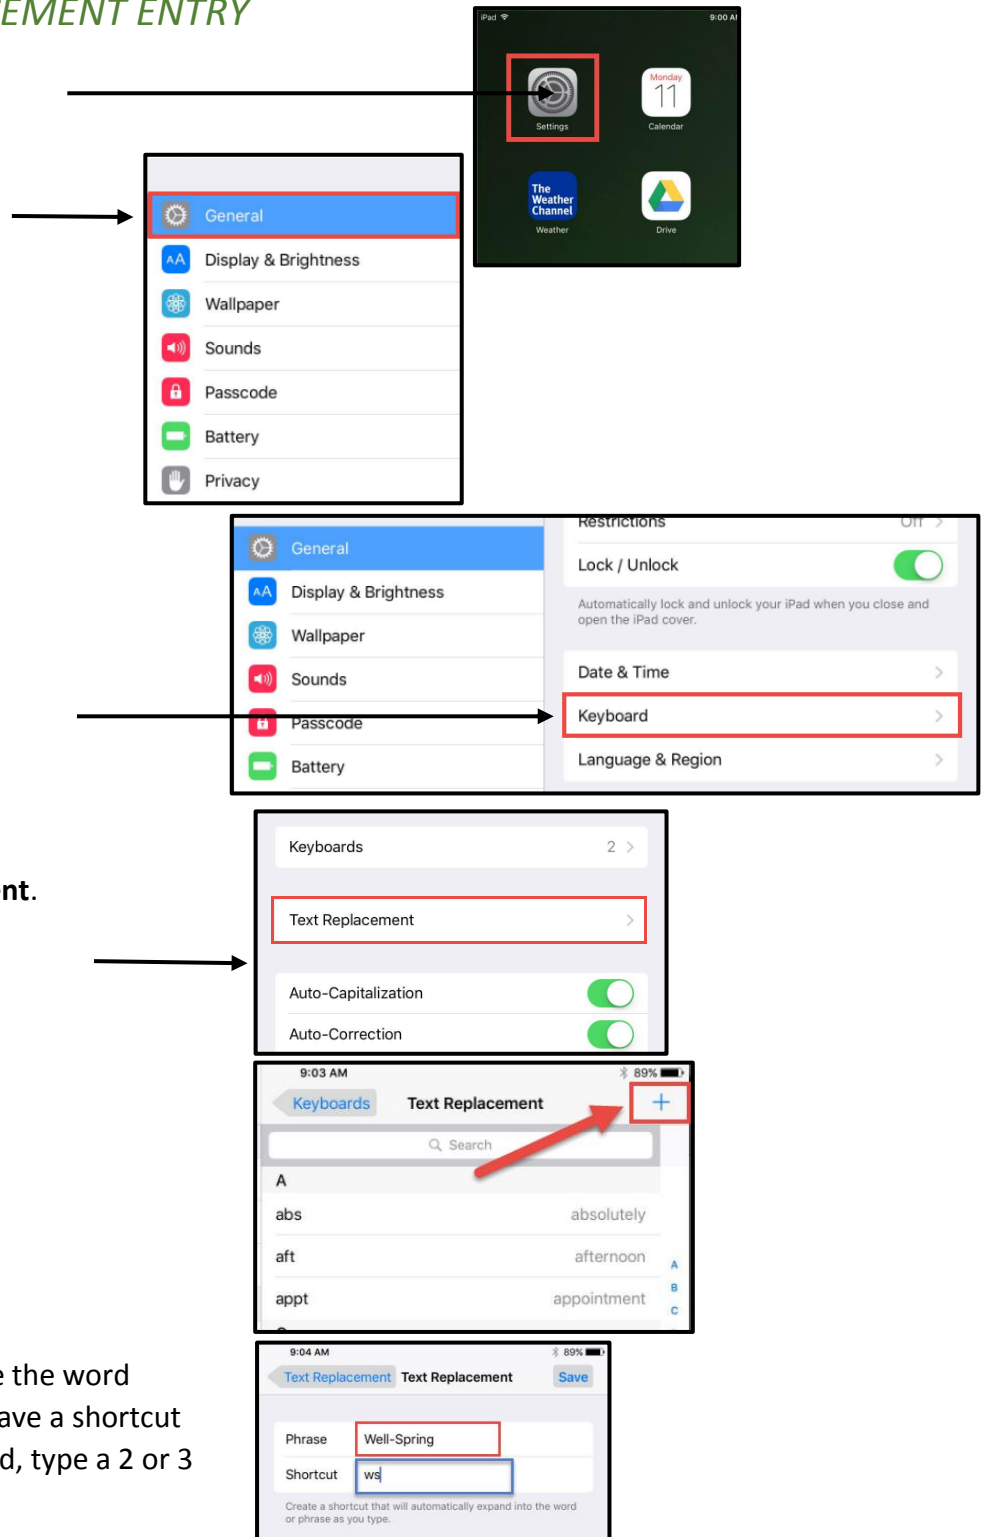 EMENT ENTRY
iPad 9:00 A
Monday
11
Settings
Calendar
The
Weather
Channel
Weather
Drive
General
Display & Brightness
Wallpaper
Sounds
Passcode
Battery
Privacy
General
Display & Brightness
Wallpaper
Sounds
Passcode
Battery
Restrictions Off >
Lock / Unlock
Automatically lock and unlock your iPad when you close and
open the iPad cover.
Date & Time >
Keyboard >
Language & Region >
Keyboards 2 >
nt.
Text Replacement >
Auto-Capitalization
Auto-Correction
9:03 AM 89%
Keyboards Text Replacement +
Search
A
abs absolutely
aft afternoon
appt appointment
A
B
C
9:04 AM 89%
Text Replacement Text Replacement Save
e the word
ave a shortcut
d, type a 2 or 3
Phrase Well-Spring
Shortcut ws
Create a shortcut that will automatically expand into the word
or phrase as you type.